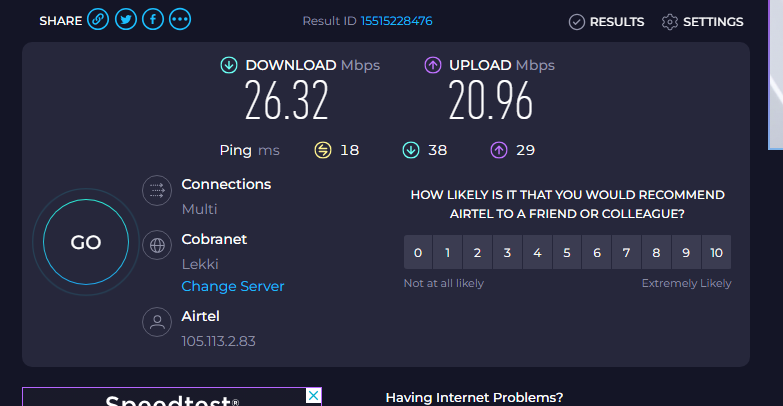 SHARE
Result ID 15515228476
RESULTS
SETTINGS
DOWNLOAD Mbps
26.32
UPLOAD Mbps
20.96
Ping ms
18
38
29
GO
Connections
Multi
Cobranet
Lekki
Change Server
Airtel
105.113.2.83
HOW LIKELY IS IT THAT YOU WOULD RECOMMEND
AIRTEL TO A FRIEND OR COLLEAGUE?
0 1 2 3 4 5 6 7 8 9 10
Not at all likely
Extremely Likely
Speedtest®
Having Internet Problems?